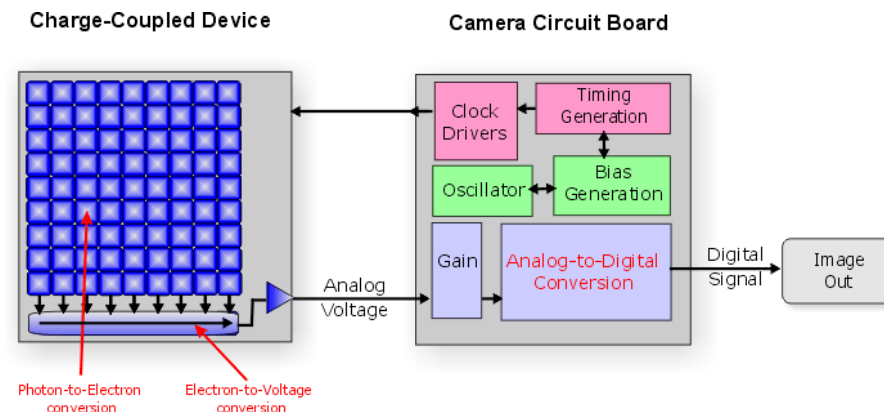 Charge-Coupled Device
Camera Circuit Board
Clock
Drivers
Timing
Generation
Oscillator
Bias
Generation
Gain
Analog-to-Digital
Conversion
Analog
Voltage
Digital
Signal
Image
Out
Photon-to-Electron
conversion
Electron-to-Voltage
conversion